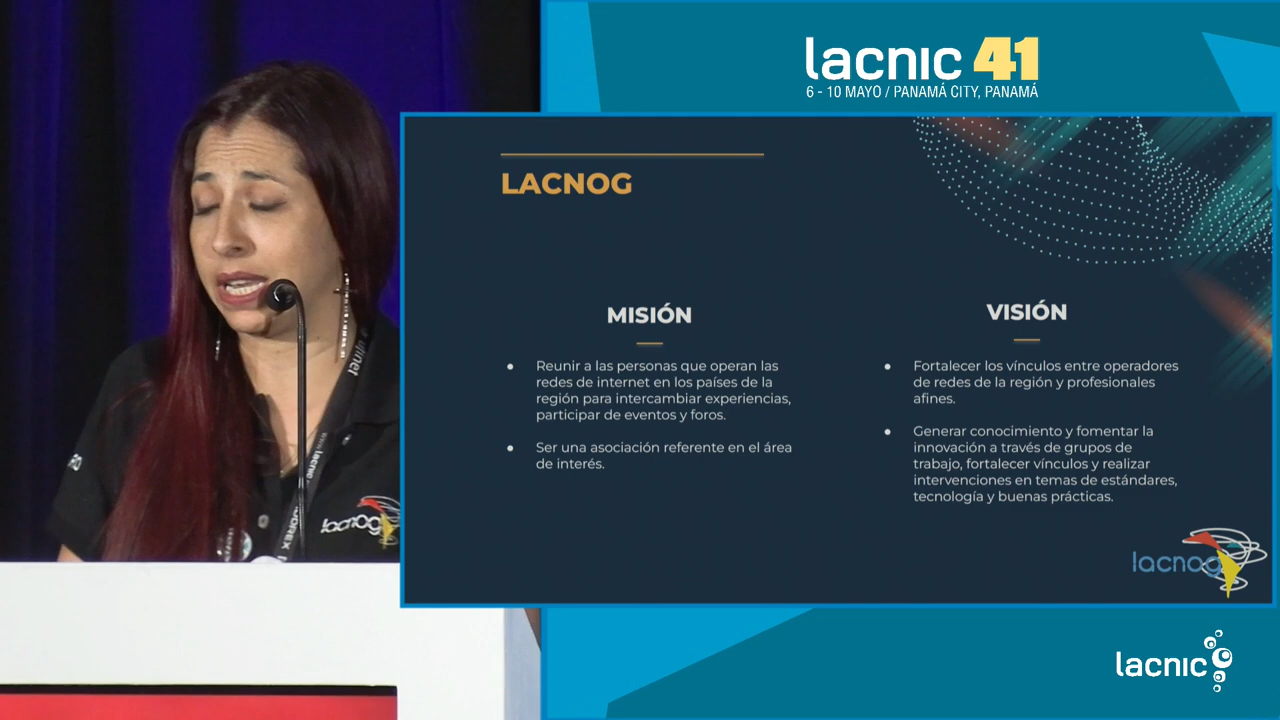 lacnic 41
6 - 10 MAYO / PANAMÁ CITY, PANAMÁ
LACNOG
MISIÓN
● Reunir a las personas que operan las
redes de internet en los países de la
región para intercambiar experiencias,
participar de eventos y foros.
● Ser una asociación referente en el área
de interés.
VISIÓN
● Fortalecer los vínculos entre operadores
de redes de la región y profesionales
afines.
● Generar conocimiento y fomentar la
innovación a través de grupos de
trabajo, fortalecer vínculos y realizar
intervenciones en temas de estándares,
tecnología y buenas prácticas.
lacnog
lacnic
lacnog
www.lacnic